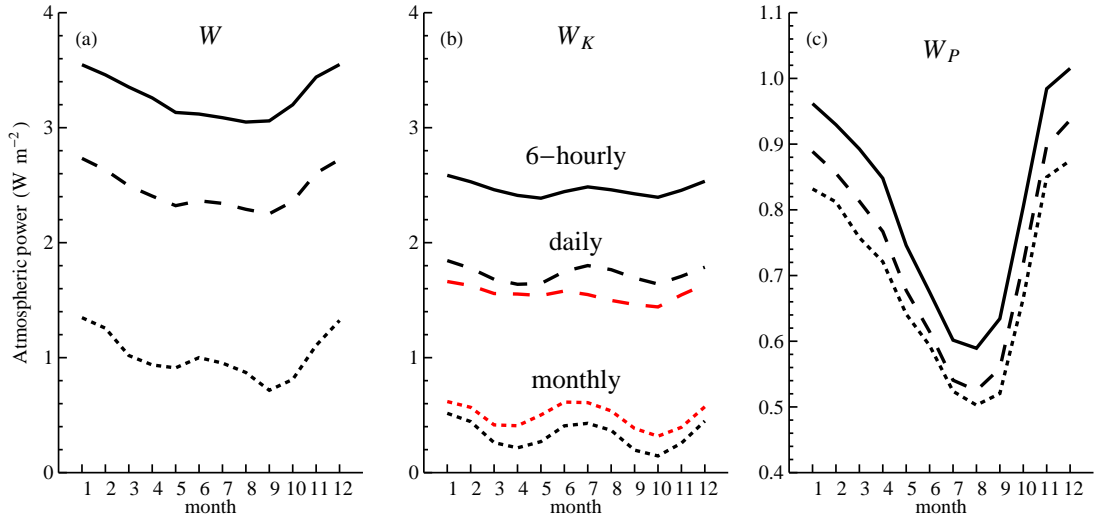 (a) W
Atmospheric power (W m−2)
4
3
2
1
0
1 2 3 4 5 6 7 8 9 10 11 12
month
(b) WK
6−hourly
daily
monthly
4
3
2
1
0
1 2 3 4 5 6 7 8 9 10 11 12
month
(c) WP
1.1
1.0
0.9
0.8
0.7
0.6
0.5
0.4
1 2 3 4 5 6 7 8 9 10 11 12
month